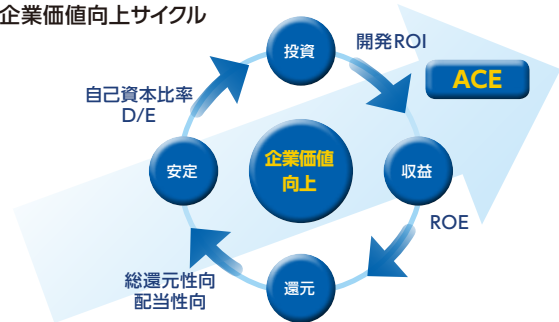 企業価値向上サイクル
投資
開発ROI
ACE
自己資本比率
D/E
安定
企業価値
向上
収益
ROE
総還元性向
配当性向
還元